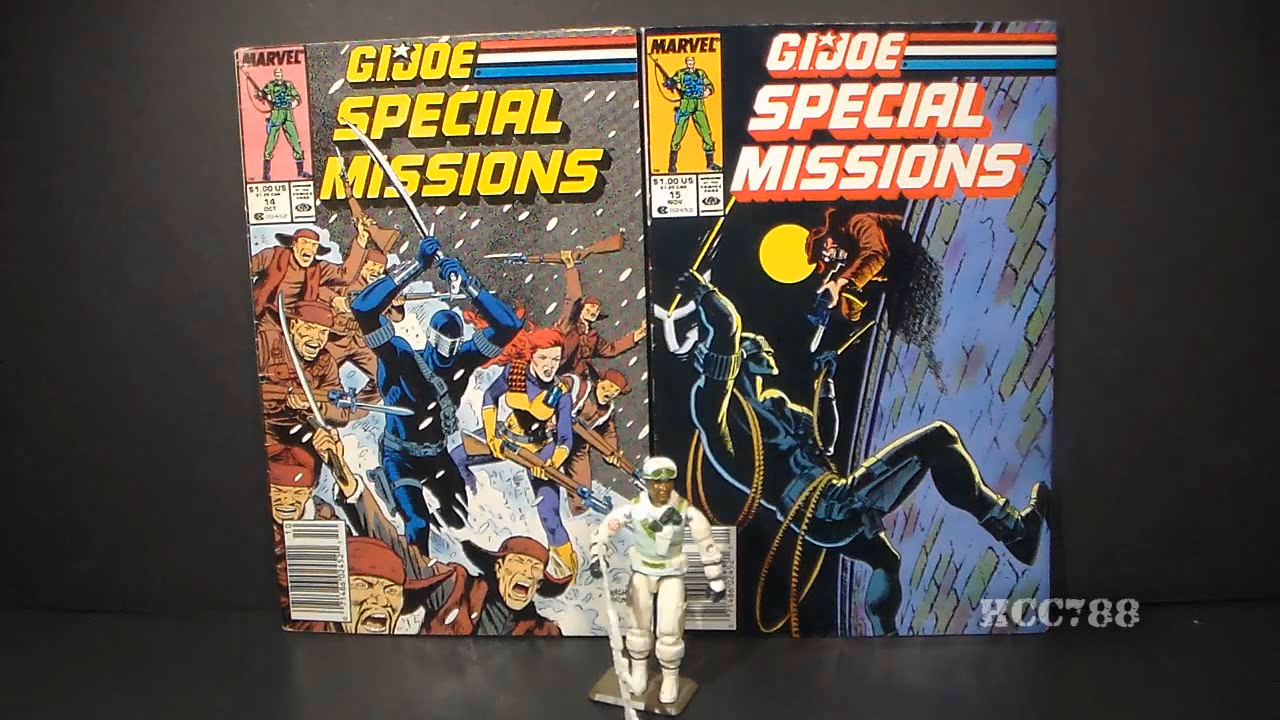 MARVEL
G.I.JOE
SPECIAL
MISSIONS
$1.00 US
14
OCT
MARVEL
G.I.JOE
SPECIAL
MISSIONS
$1.00 US
15
NOV
KCC788